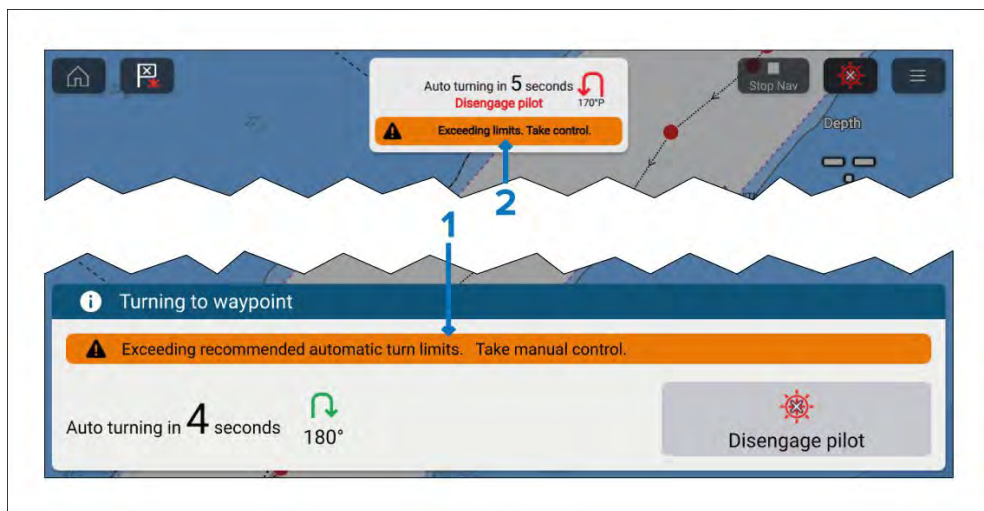 Auto turning in 5 seconds
Disengage pilot
170°P
Exceeding limits. Take control.
Stop Nav
Depth
2
1
Turning to waypoint
Exceeding recommended automatic turn limits. Take manual control.
Auto turning in 4 seconds
180°
Disengage pilot